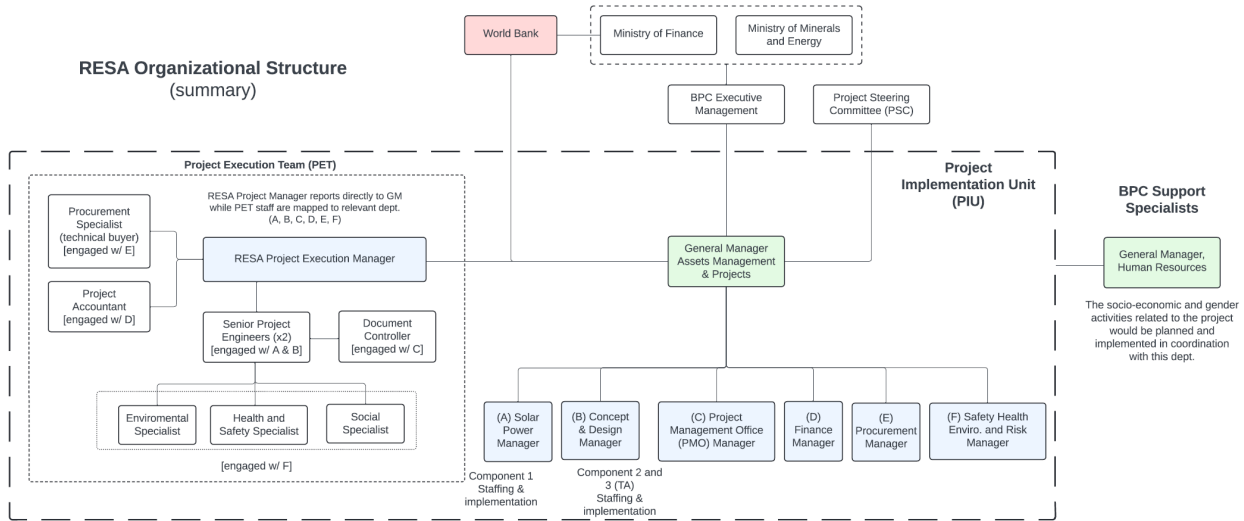 RESA Organizational Structure
(summary)
World Bank
Ministry of Finance
Ministry of Minerals
and Energy
BPC Executive
Management
Project Steering
Committee (PSC)
Project Execution Team (PET)
RESA Project Manager reports directly to GM
while PET staff are mapped to relevant dept.
(A, B, C, D, E, F)
Procurement
Specialist
(technical buyer)
[engaged w/ E]
RESA Project Execution Manager
Project
Accountant
[engaged w/ D]
Senior Project
Engineers (x2)
[engaged w/ A & B]
Document
Controller
[engaged w/ C]
Enviromental
Specialist
Health and
Safety Specialist
Social
Specialist
[engaged w/ F]
Project
Implementation Unit
(PIU)
General Manager
Assets Management
& Projects
(A) Solar
Power
Manager
(B) Concept
& Design
Manager
(C) Project
Management Office
(PMO) Manager
(D)
Finance
Manager
(E)
Procurement
Manager
(F) Safety Health
Enviro. and Risk
Manager
Component 1
Staffing &
implementation
Component 2 and
3 (TA)
Staffing &
implementation
BPC Support
Specialists
General Manager,
Human Resources
The socio-economic and gender
activities related to the project
would be planned and
implemented in coordination
with this dept.